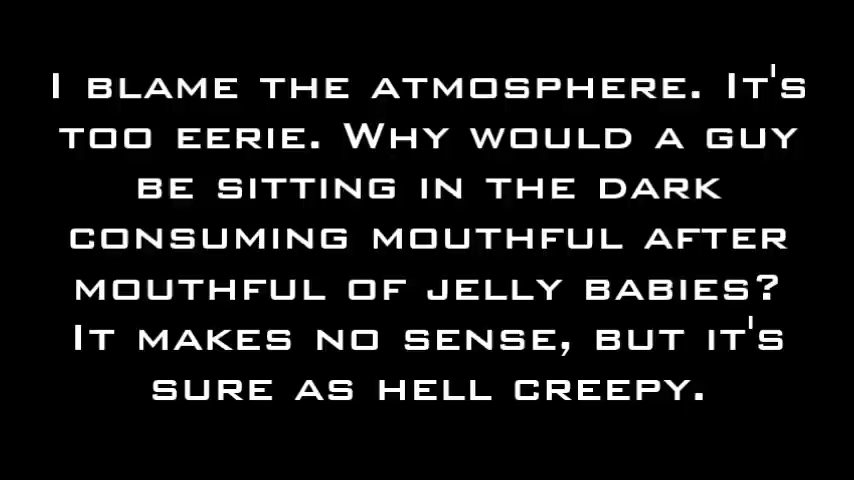 I blame the atmosphere. It's
too eerie. Why would a guy
be sitting in the dark
consuming mouthful after
mouthful of jelly babies?
It makes no sense, but it's
sure as hell creepy.